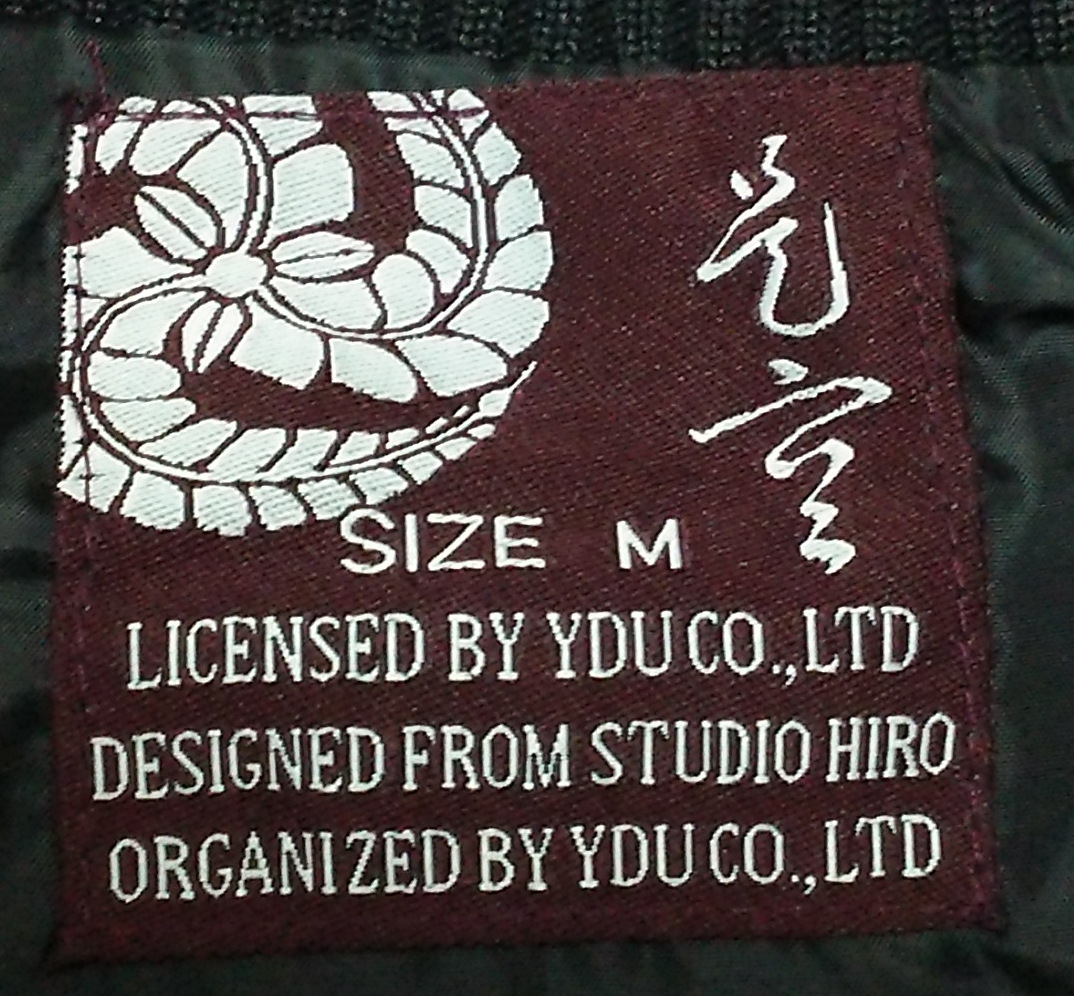 SIZE M
LICENSED BY YDU CO.,LTD
DESIGNED FROM STUDIO HIRO
ORGANIZED BY YDU CO.,LTD